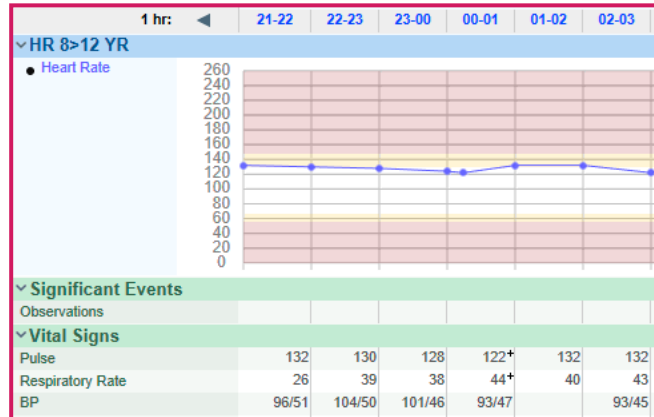 1 hr: ◄ 21-22 22-23 23-00 00-01 01-02 02-03
HR 8>12 YR
Heart Rate
260
240
220
200
180
160
140
120
100
80
60
40
20
0
Significant Events
Observations
Vital Signs
Pulse 132 130 128 122+ 132 132
Respiratory Rate 26 39 38 44+ 40 43
BP 96/51 104/50 101/46 93/47 93/45